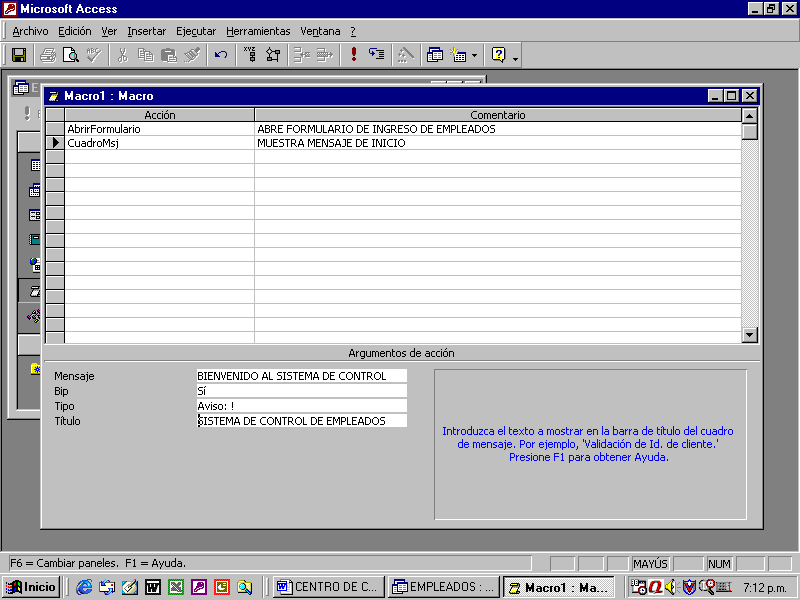 Microsoft Access
Archivo Edición Ver Insertar Ejecutar Herramientas Ventana ?
Macro1 : Macro
Acción Comentario
AbrirFormulario ABRE FORMULARIO DE INGRESO DE EMPLEADOS
CuadroMsj MUESTRA MENSAJE DE INICIO
Argumentos de acción
Mensaje BIENVENIDO AL SISTEMA DE CONTROL
Bip Sí
Tipo Aviso: !
Título SISTEMA DE CONTROL DE EMPLEADOS
Introduzca el texto a mostrar en la barra de título del cuadro
de mensaje. Por ejemplo, 'Validación de Id. de cliente.'
Presione F1 para obtener Ayuda.
F6 = Cambiar paneles. F1 = Ayuda. MAYÚS NUM
Inicio CENTRO DE C... EMPLEADOS : ... Macro1 : Ma... 7:12 p.m.